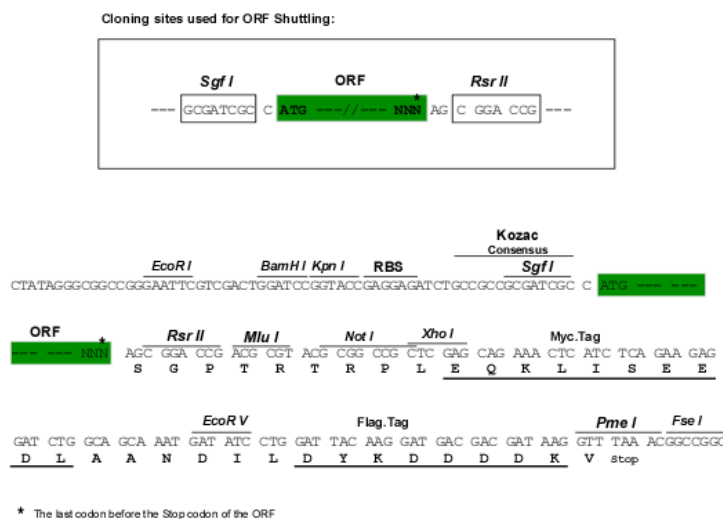 Cloning sites used for ORF Shuttling:
Sgf I ORF Rsr II
--- GCGATCGC C ATG ---//--- NNN* AG C GGA CCG ---
Kozac
Consensus
EcoR I BamH I Kpn I RBS Sgf I
CTATAGGGCGGCCGGGAATTCGTCGACTGGATCCGGTACCGAGGAGATCTGCCGCCGCGATCGC C ATG --- ---
ORF Rsr II Mlu I Not I Xho I Myc.Tag
--- --- NNN* AGC GGA CCG ACG CGT ACG CGG CCG CTC GAG CAG AAA CTC ATC TCA GAA GAG
S G P T R T R P L E Q K L I S E E
EcoR V Flag.Tag Pme I Fse I
GAT CTG GCA GCA AAT GAT ATC CTG GAT TAC AAG GAT GAC GAC GAT AAG GTT TAA ACGGCCGGC
D L A A N D I L D Y K D D D D K V Stop
* The last codon before the Stop codon of the ORF